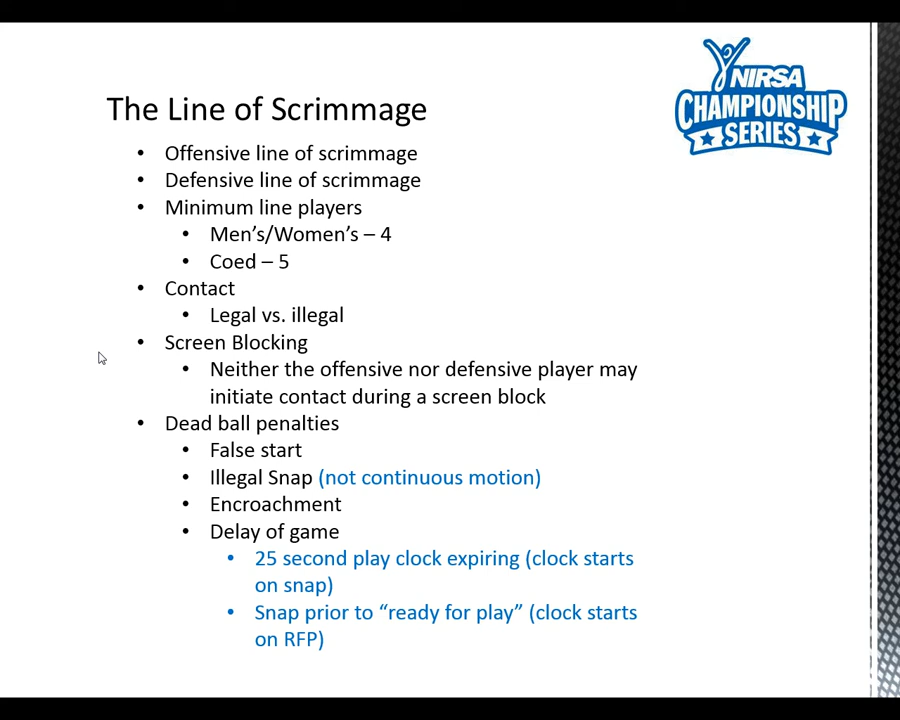 NIRSA
CHAMPIONSHIP
SERIES
The Line of Scrimmage
• Offensive line of scrimmage
• Defensive line of scrimmage
• Minimum line players
• Men’s/Women’s – 4
• Coed – 5
• Contact
• Legal vs. illegal
• Screen Blocking
• Neither the offensive nor defensive player may
initiate contact during a screen block
• Dead ball penalties
• False start
• Illegal Snap (not continuous motion)
• Encroachment
• Delay of game
• 25 second play clock expiring (clock starts
on snap)
• Snap prior to “ready for play” (clock starts
on RFP)